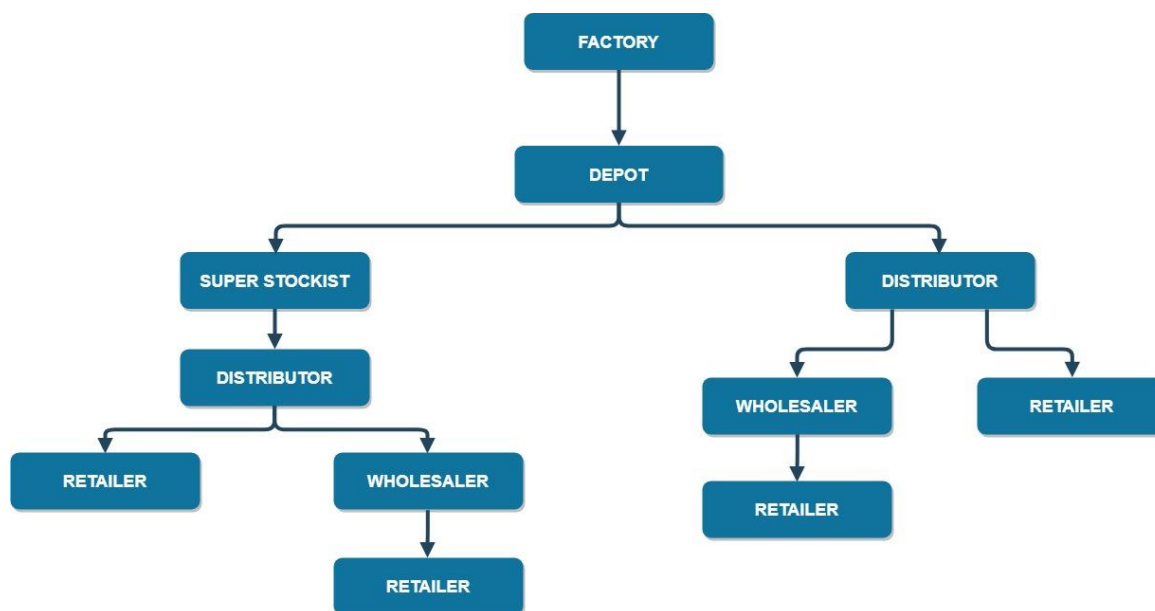 FACTORY
DEPOT
SUPER STOCKIST
DISTRIBUTOR
DISTRIBUTOR
WHOLESALER
RETAILER
RETAILER
WHOLESALER
RETAILER
RETAILER